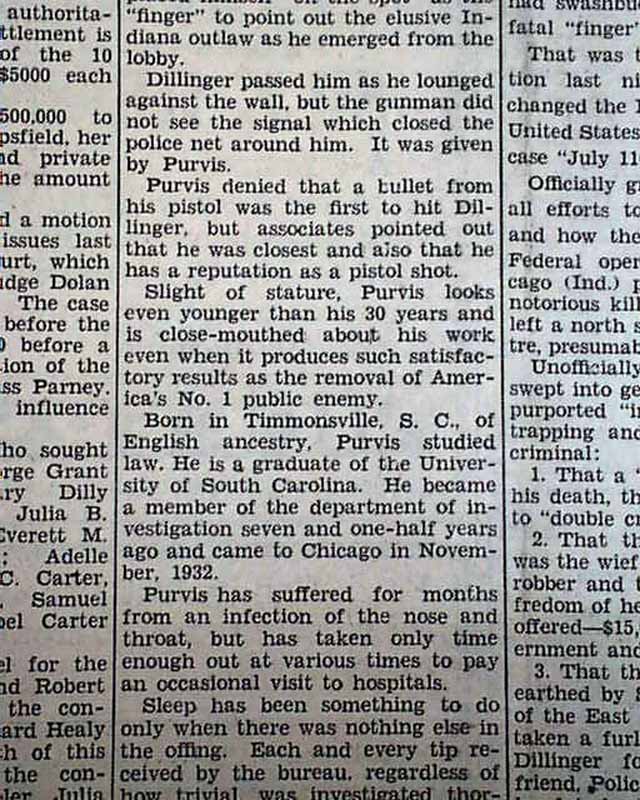 authorita-
ttlement is
of the 10
$5000 each
500,000 to
psfield, her
nd private
he amount
d a motion
issues last
urt, which
udge Dolan
The case
before the
0 before a
ion of the
ss Parney.
influence
ho sought
rge Grant
ry Dilly
Julia B.
Everett M.
; Adelle
C. Carter,
Samuel
bel Carter
el for the
nd Robert
the con-
ard Healy
h of this
the con-
ler, Julia
"finger" to point out the elusive In-
diana outlaw as he emerged from the
lobby.
Dillinger passed him as he lounged
against the wall, but the gunman did
not see the signal which closed the
police net around him. It was given
by Purvis.
Purvis denied that a bullet from
his pistol was the first to hit Dil-
linger, but associates pointed out
that he was closest and also that he
has a reputation as a pistol shot.
Slight of stature, Purvis looks
even younger than his 30 years and
is close-mouthed about his work
even when it produces such satisfac-
tory results as the removal of Amer-
ica's No. 1 public enemy.
Born in Timmonsville, S. C., of
English ancestry, Purvis studied
law. He is a graduate of the Univer-
sity of South Carolina. He became
a member of the department of in-
vestigation seven and one-half years
ago and came to Chicago in Novem-
ber, 1932.
Purvis has suffered for months
from an infection of the nose and
throat, but has taken only time
enough out at various times to pay
an occasional visit to hospitals.
Sleep has been something to do
only when there was nothing else in
the offing. Each and every tip re-
ceived by the bureau, regardless of
how trivial, was investigated thor-
had swashbu
fatal "finger"
That was t
tion last ni
changed the
United States
case "July 11
Officially g
all efforts to
and how the
Federal oper
cago (Ind.) p
notorious kill
left a north s
tre, presumab
Unofficially
swept into ge
purported "i
trapping and
criminal:
1. That a
his death, th
to "double cr
2. That th
was the wief
robber and
fredom of he
offered—$15,
ernment and
3. That th
earthed by
of the East
taken a furl
Dillinger fo
friend, Polic